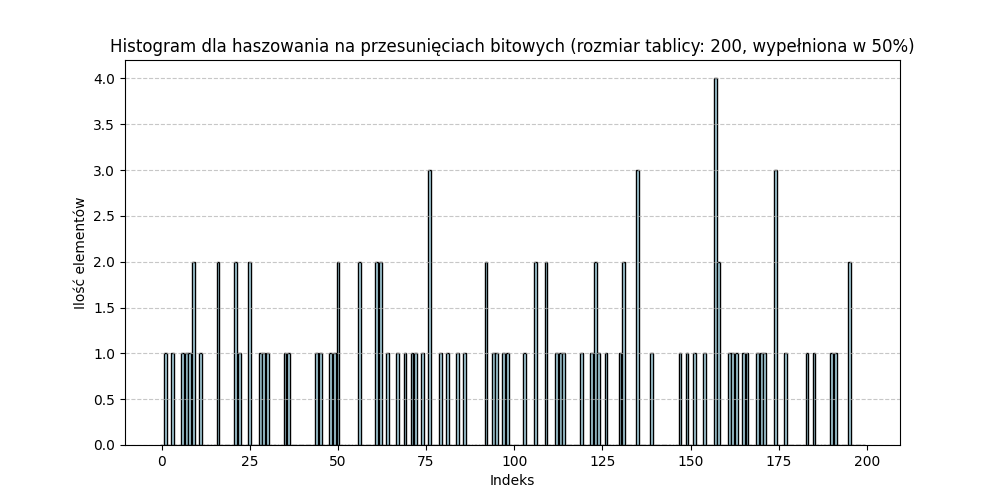 Histogram dla haszowania na przesunięciach bitowych (rozmiar tablicy: 200, wypełniona w 50%)
4.0
3.5
3.0
2.5
2.0
1.5
1.0
0.5
0.0
Ilość elementów
0 25 50 75 100 125 150 175 200
Indeks